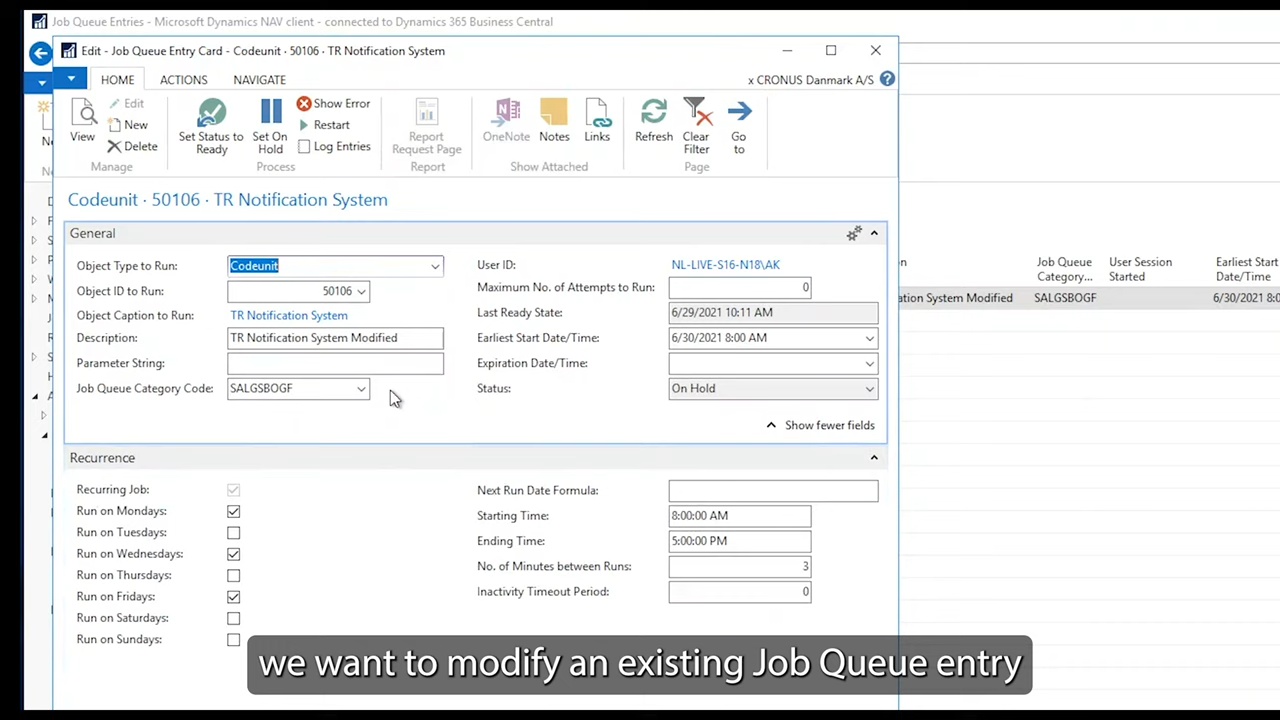 Job Queue Entries - Microsoft Dynamics NAV client - connected to Dynamics 365 Business Central
Edit - Job Queue Entry Card - Codeunit · 50106 · TR Notification System
HOME ACTIONS NAVIGATE
x CRONUS Danmark A/S
View
Edit
New
Delete
Manage
Set Status to Ready
Set On Hold
Show Error
Restart
Log Entries
Process
Report Request Page
Report
OneNote
Notes
Links
Show Attached
Refresh
Clear Filter
Go to
Page
Codeunit · 50106 · TR Notification System
General
Object Type to Run: Codeunit
Object ID to Run: 50106
Object Caption to Run: TR Notification System
Description: TR Notification System Modified
Parameter String:
Job Queue Category Code: SALGSBOGF
User ID: NL-LIVE-S16-N18\AK
Maximum No. of Attempts to Run: 0
Last Ready State: 6/29/2021 10:11 AM
Earliest Start Date/Time: 6/30/2021 8:00 AM
Expiration Date/Time:
Status: On Hold
Show fewer fields
Recurrence
Recurring Job:
Run on Mondays:
Run on Tuesdays:
Run on Wednesdays:
Run on Thursdays:
Run on Fridays:
Run on Saturdays:
Run on Sundays:
Next Run Date Formula:
Starting Time: 8:00:00 AM
Ending Time: 5:00:00 PM
No. of Minutes between Runs: 3
Inactivity Timeout Period: 0
Job Queue Category...
User Session Started
Earliest Start Date/Time
ation System Modified SALGSBOGF 6/30/2021 8:0
we want to modify an existing Job Queue entry